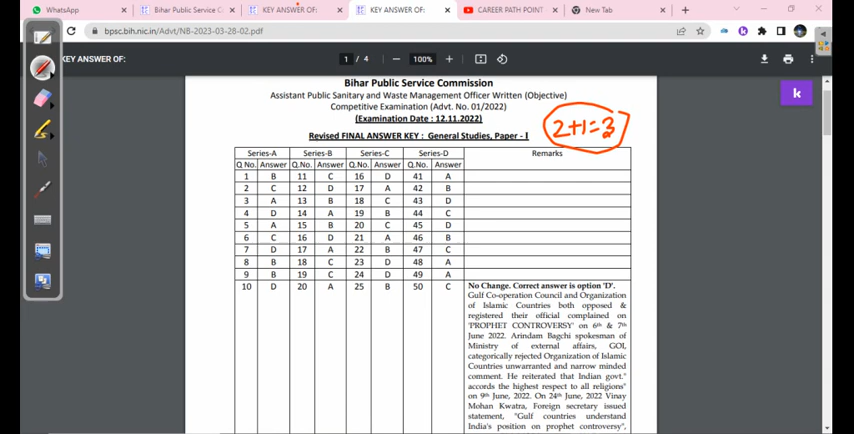 WhatsApp
Bihar Public Service C
KEY ANSWER OF:
KEY ANSWER OF:
CAREER PATH POINT
New Tab
bpsc.bih.nic.in/Advt/NB-2023-03-28-02.pdf
KEY ANSWER OF:
1 / 4
100%
k
Bihar Public Service Commission
Assistant Public Sanitary and Waste Management Officer Written (Objective)
Competitive Examination (Advt. No. 01/2022)
(Examination Date : 12.11.2022)
2+1=3
Revised FINAL ANSWER KEY : General Studies, Paper - I
Series-A Series-B Series-C Series-D Remarks
Q No. Answer Q.No. Answer Q.No. Answer Q.No. Answer
1 B 11 C 16 D 41 A
2 C 12 D 17 A 42 B
3 A 13 B 18 C 43 D
4 D 14 A 19 B 44 C
5 A 15 B 20 C 45 D
6 C 16 D 21 A 46 B
7 D 17 A 22 B 47 C
8 B 18 C 23 D 48 A
9 B 19 C 24 D 49 A
10 D 20 A 25 B 50 C No Change. Correct answer is option 'D'.
Gulf Co-operation Council and Organization
of Islamic Countries both opposed &
registered their official complained on
'PROPHET CONTROVERSY' on 6th & 7th
June 2022. Arindam Bagchi spokesman of
Ministry of external affairs, GOI,
categorically rejected Organization of Islamic
Countries unwarranted and narrow minded
comment. He reiterated that Indian govt."
accords the highest respect to all religions"
on 9th June, 2022. On 24th June, 2022 Vinay
Mohan Kwatra, Foreign secretary issued
statement, "Gulf countries understand
India's position on prophet controversy",